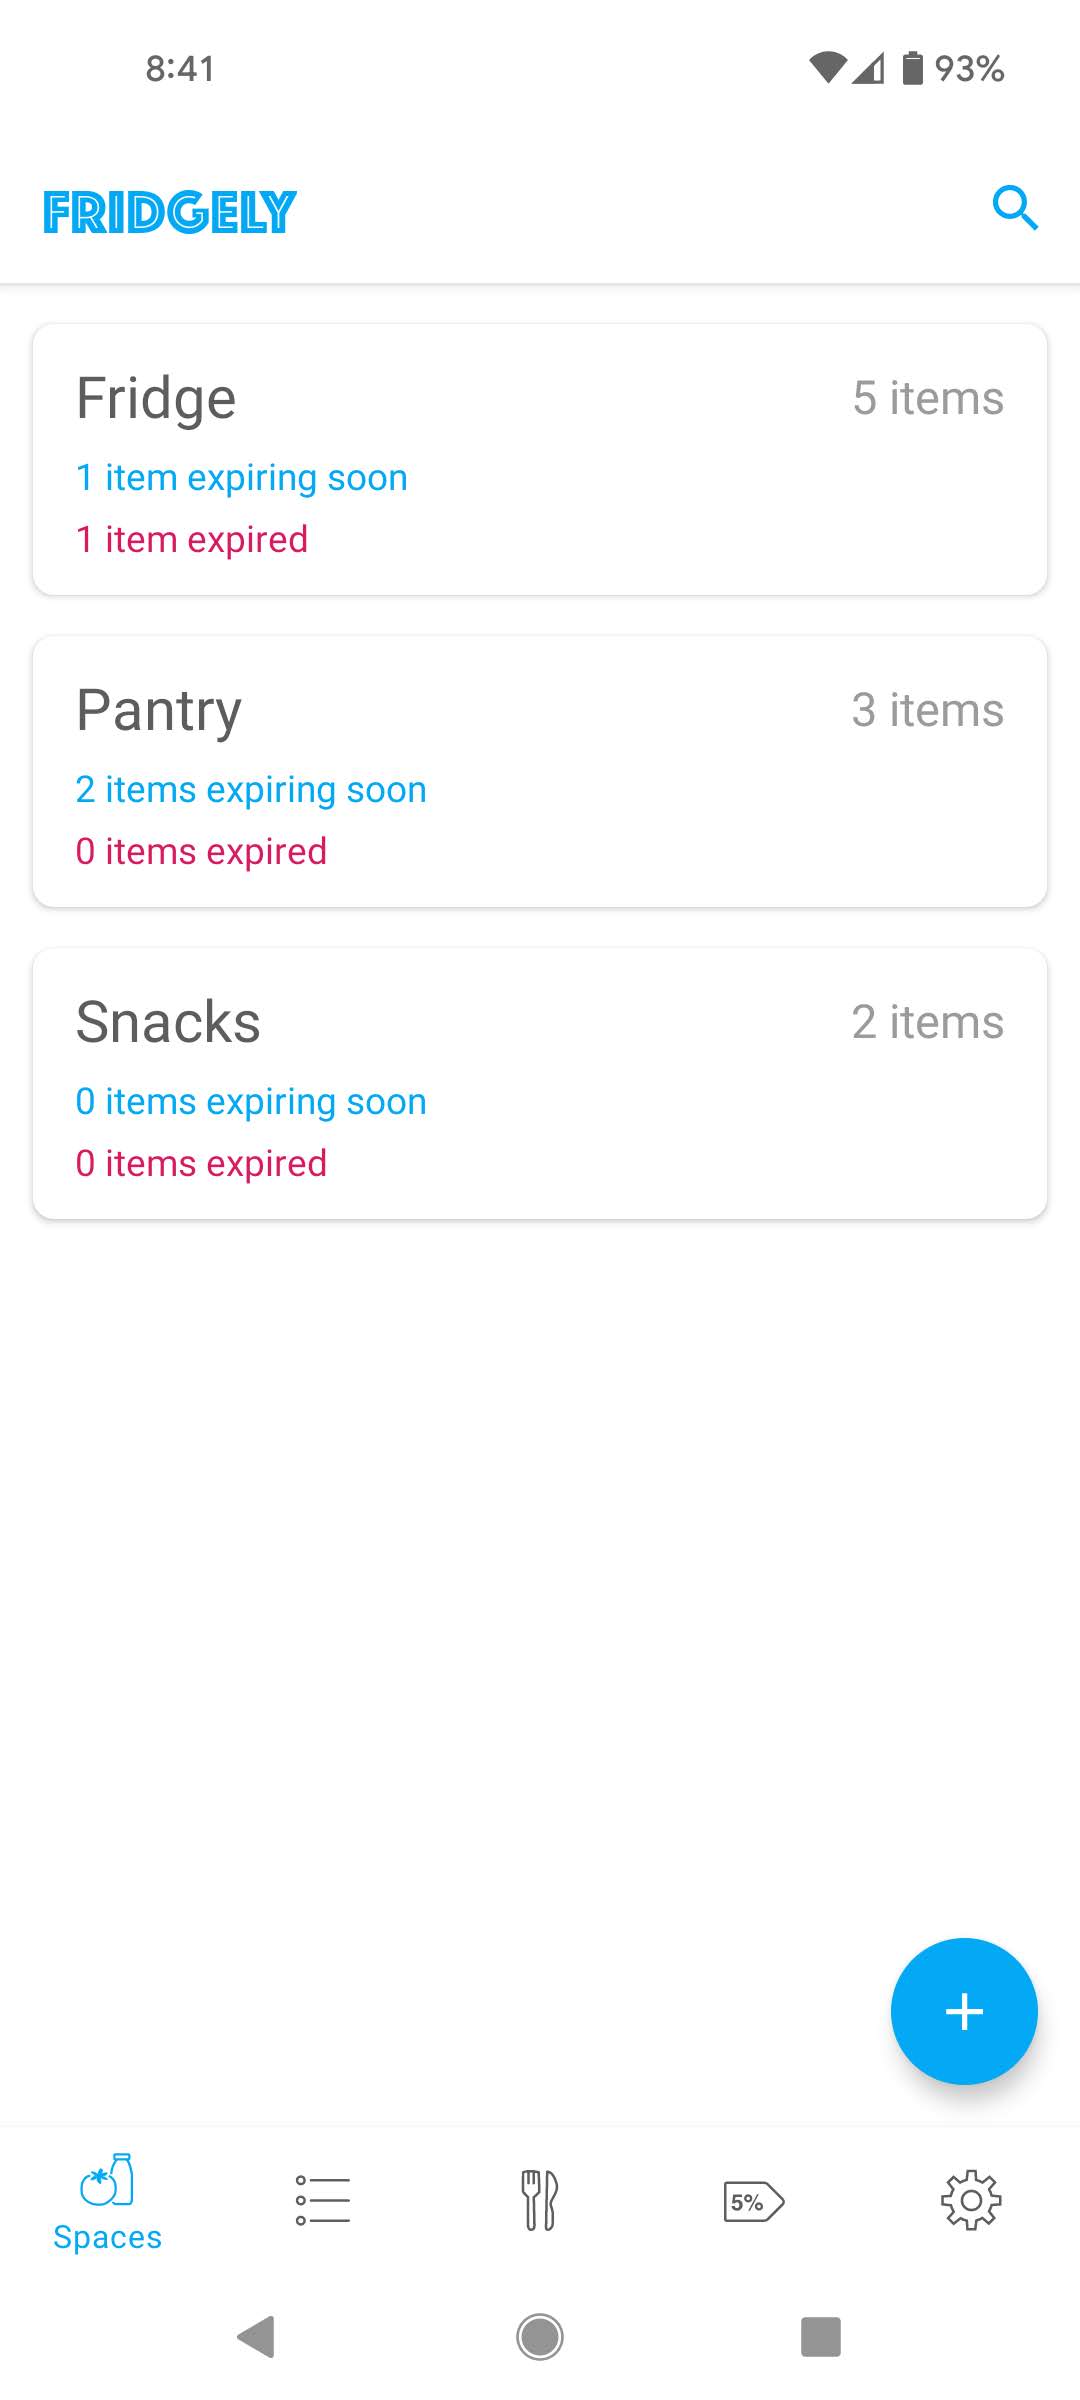 8:41
93%
FRIDGELY
Fridge
5 items
1 item expiring soon
1 item expired
Pantry
3 items
2 items expiring soon
0 items expired
Snacks
2 items
0 items expiring soon
0 items expired
5%
Spaces